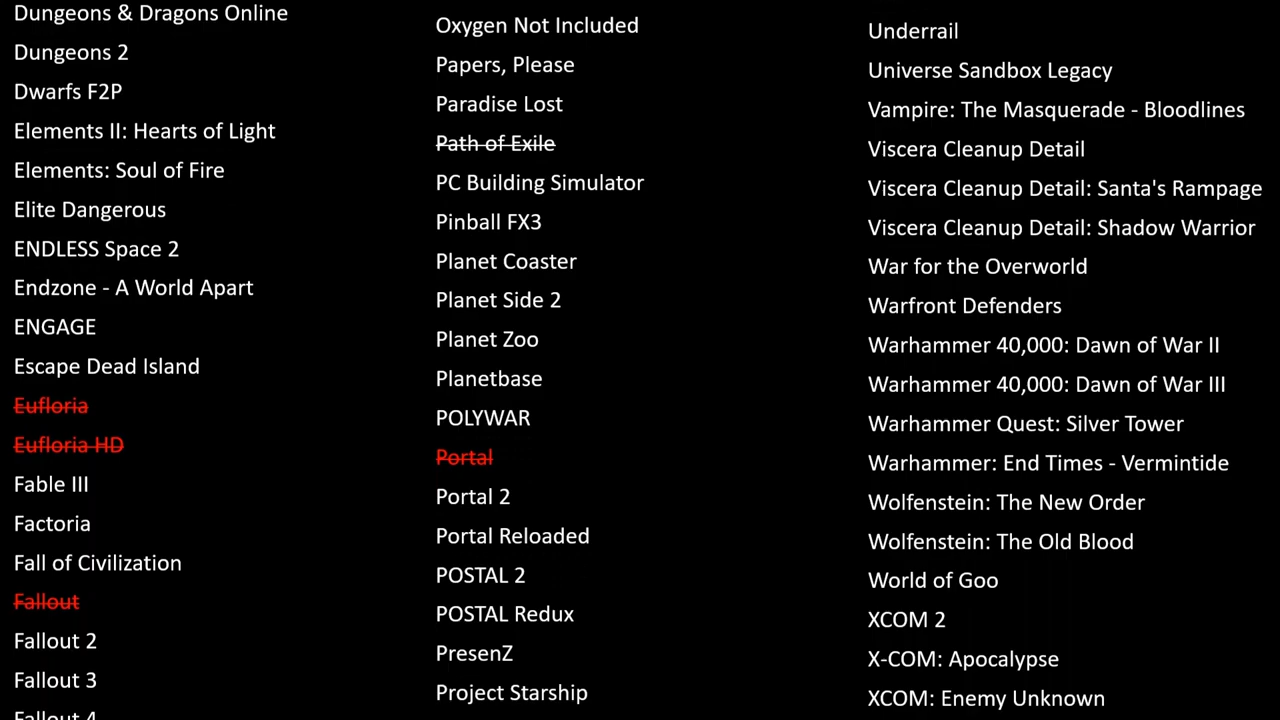 Dungeons & Dragons Online
Dungeons 2
Dwarfs F2P
Elements II: Hearts of Light
Elements: Soul of Fire
Elite Dangerous
ENDLESS Space 2
Endzone - A World Apart
ENGAGE
Escape Dead Island
Eufloria
Eufloria HD
Fable III
Factoria
Fall of Civilization
Fallout
Fallout 2
Fallout 3
Fallout 4
Oxygen Not Included
Papers, Please
Paradise Lost
Path of Exile
PC Building Simulator
Pinball FX3
Planet Coaster
Planet Side 2
Planet Zoo
Planetbase
POLYWAR
Portal
Portal 2
Portal Reloaded
POSTAL 2
POSTAL Redux
PresenZ
Project Starship
Underrail
Universe Sandbox Legacy
Vampire: The Masquerade - Bloodlines
Viscera Cleanup Detail
Viscera Cleanup Detail: Santa's Rampage
Viscera Cleanup Detail: Shadow Warrior
War for the Overworld
Warfront Defenders
Warhammer 40,000: Dawn of War II
Warhammer 40,000: Dawn of War III
Warhammer Quest: Silver Tower
Warhammer: End Times - Vermintide
Wolfenstein: The New Order
Wolfenstein: The Old Blood
World of Goo
XCOM 2
X-COM: Apocalypse
XCOM: Enemy Unknown